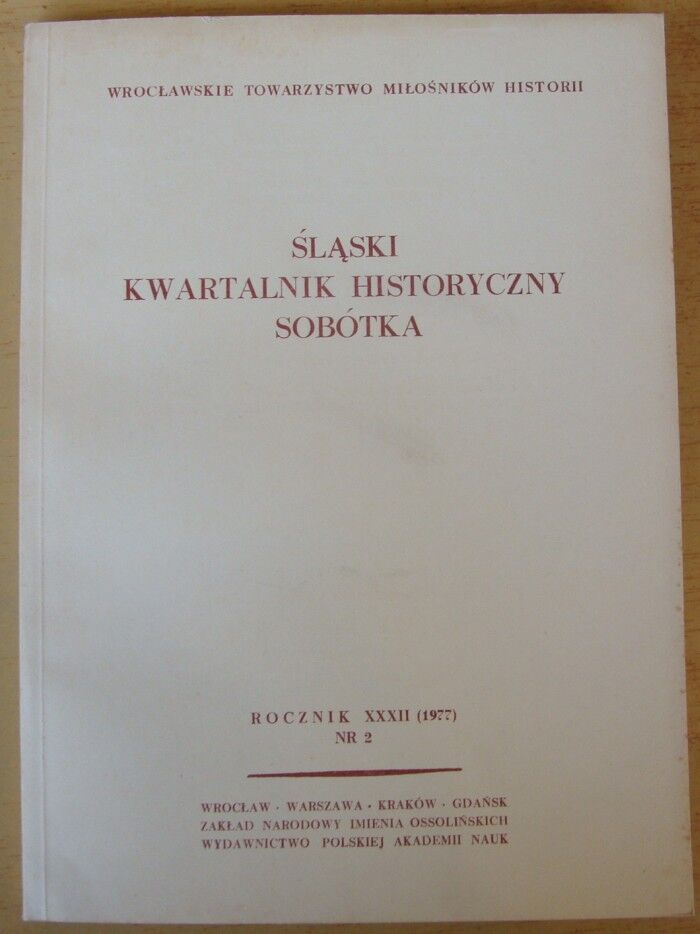 WROCŁAWSKIE TOWARZYSTWO MIŁOŚNIKÓW HISTORII
ŚLĄSKI
KWARTALNIK HISTORYCZNY
SOBÓTKA
ROCZNIK XXXII (1977)
NR 2
WROCŁAW · WARSZAWA · KRAKÓW · GDAŃSK
ZAKŁAD NARODOWY IMIENIA OSSOLIŃSKICH
WYDAWNICTWO POLSKIEJ AKADEMII NAUK